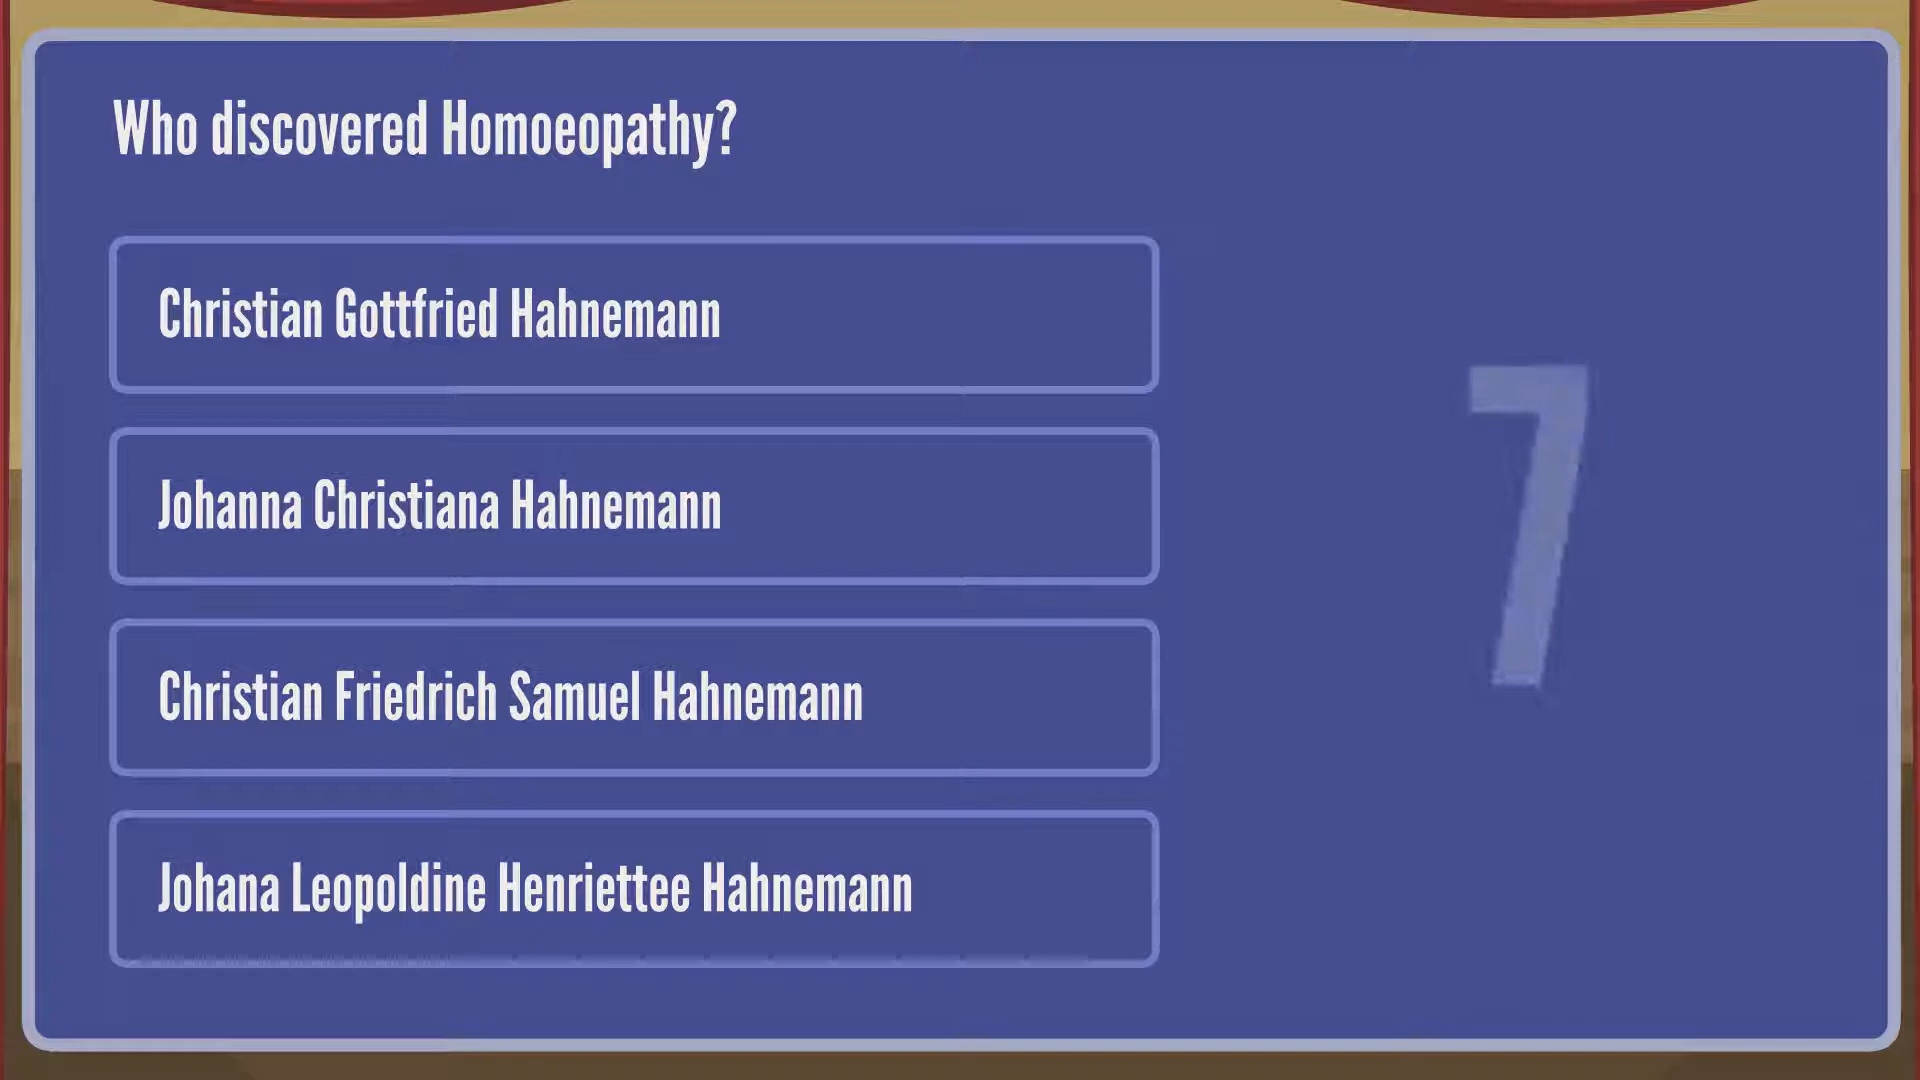 Who discovered Homoeopathy?
Christian Gottfried Hahnemann
Johanna Christiana Hahnemann
Christian Friedrich Samuel Hahnemann
Johana Leopoldine Henriettee Hahnemann
7